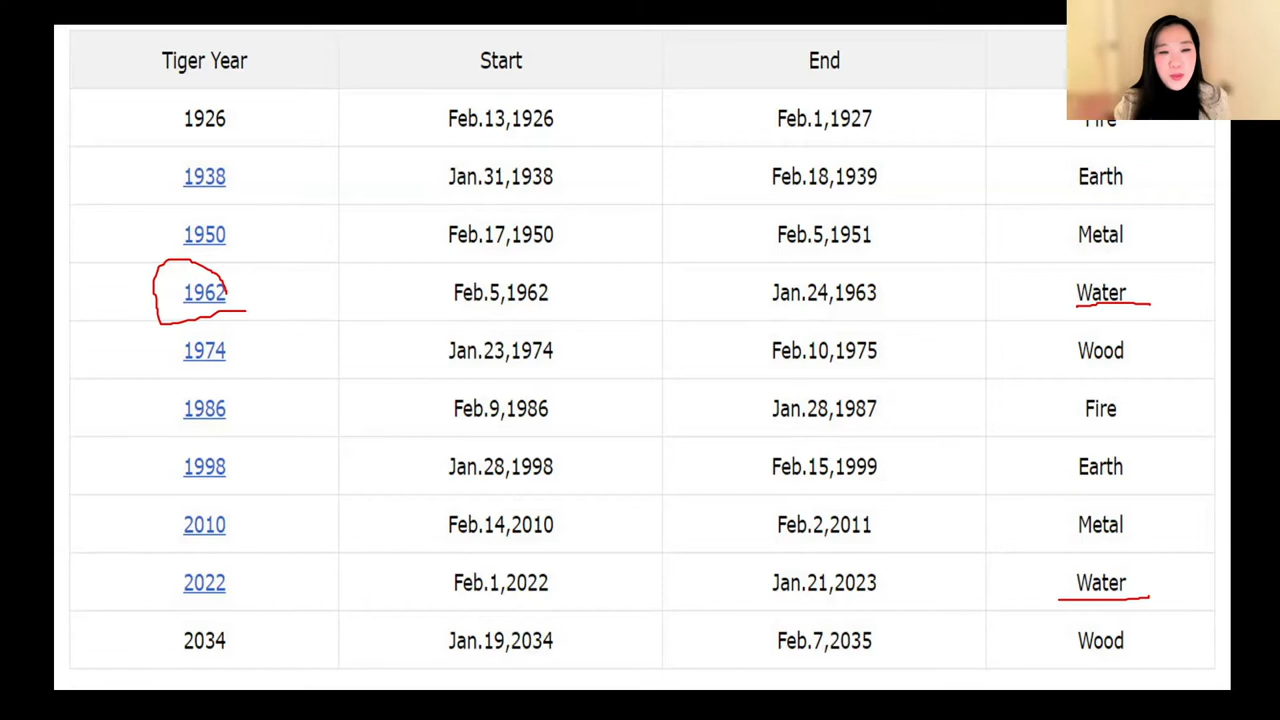 Tiger Year Start End
1926 Feb.13,1926 Feb.1,1927 Fire
1938 Jan.31,1938 Feb.18,1939 Earth
1950 Feb.17,1950 Feb.5,1951 Metal
1962 Feb.5,1962 Jan.24,1963 Water
1974 Jan.23,1974 Feb.10,1975 Wood
1986 Feb.9,1986 Jan.28,1987 Fire
1998 Jan.28,1998 Feb.15,1999 Earth
2010 Feb.14,2010 Feb.2,2011 Metal
2022 Feb.1,2022 Jan.21,2023 Water
2034 Jan.19,2034 Feb.7,2035 Wood